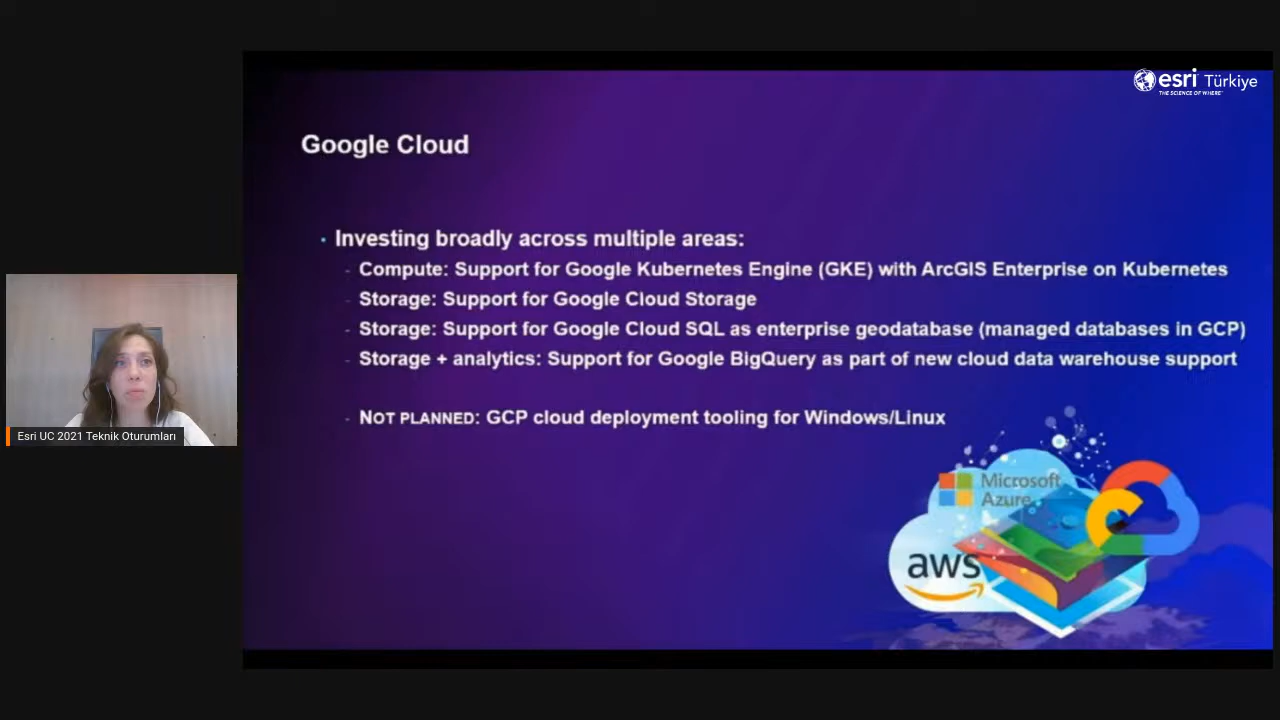 esri Türkiye
THE SCIENCE OF WHERE™
Google Cloud
Investing broadly across multiple areas:
- Compute: Support for Google Kubernetes Engine (GKE) with ArcGIS Enterprise on Kubernetes
- Storage: Support for Google Cloud Storage
- Storage: Support for Google Cloud SQL as enterprise geodatabase (managed databases in GCP)
- Storage + analytics: Support for Google BigQuery as part of new cloud data warehouse support
- NOT PLANNED: GCP cloud deployment tooling for Windows/Linux
Esri UC 2021 Teknik Oturumları
Microsoft
Azure
aws